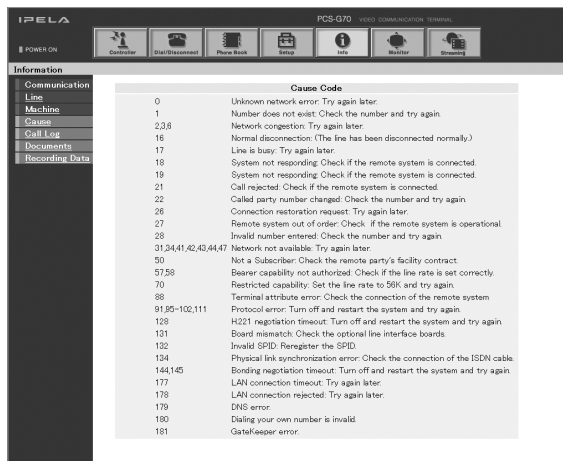 IPELA
PCS-G70 VIDEO COMMUNICATION TERMINAL
POWER ON
Controller Dial/Disconnect Phone Book Setup Info Monitor Streaming
Information
Communication
Line
Machine
Cause
Call Log
Documents
Recording Data
Cause Code
0 Unknown network error: Try again later.
1 Number does not exist: Check the number and try again.
2,3,6 Network congestion: Try again later.
16 Normal disconnection: (The line has been disconnected normally.)
17 Line is busy: Try again later.
18 System not responding: Check if the remote system is connected.
19 System not responding: Check if the remote system is connected.
21 Call rejected: Check if the remote system is connected.
22 Called party number changed: Check the number and try again.
26 Connection restoration request: Try again later.
27 Remote system out of order: Check if the remote system is operational.
28 Invalid number entered: Check the number and try again.
31,34,41,42,43,44,47 Network not available: Try again later.
50 Not a Subscriber: Check the remote party's facility contract.
57,58 Bearer capability not authorized: Check if the line rate is set correctly.
70 Restricted capability: Set the line rate to 56K and try again.
88 Terminal attribute error: Check the connection of the remote system
91,95-102,111 Protocol error: Turn off and restart the system and try again.
128 H.221 negotiation timeout: Turn off and restart the system and try again.
131 Board mismatch: Check the optional line interface boards.
132 Invalid SPID: Reregister the SPID.
134 Physical link synchronization error: Check the connection of the ISDN cable.
144,145 Bonding negotiation timeout: Turn off and restart the system and try again.
177 LAN connection timeout: Try again later.
178 LAN connection rejected: Try again later.
179 DNS error.
180 Dialing your own number is invalid.
181 GateKeeper error.